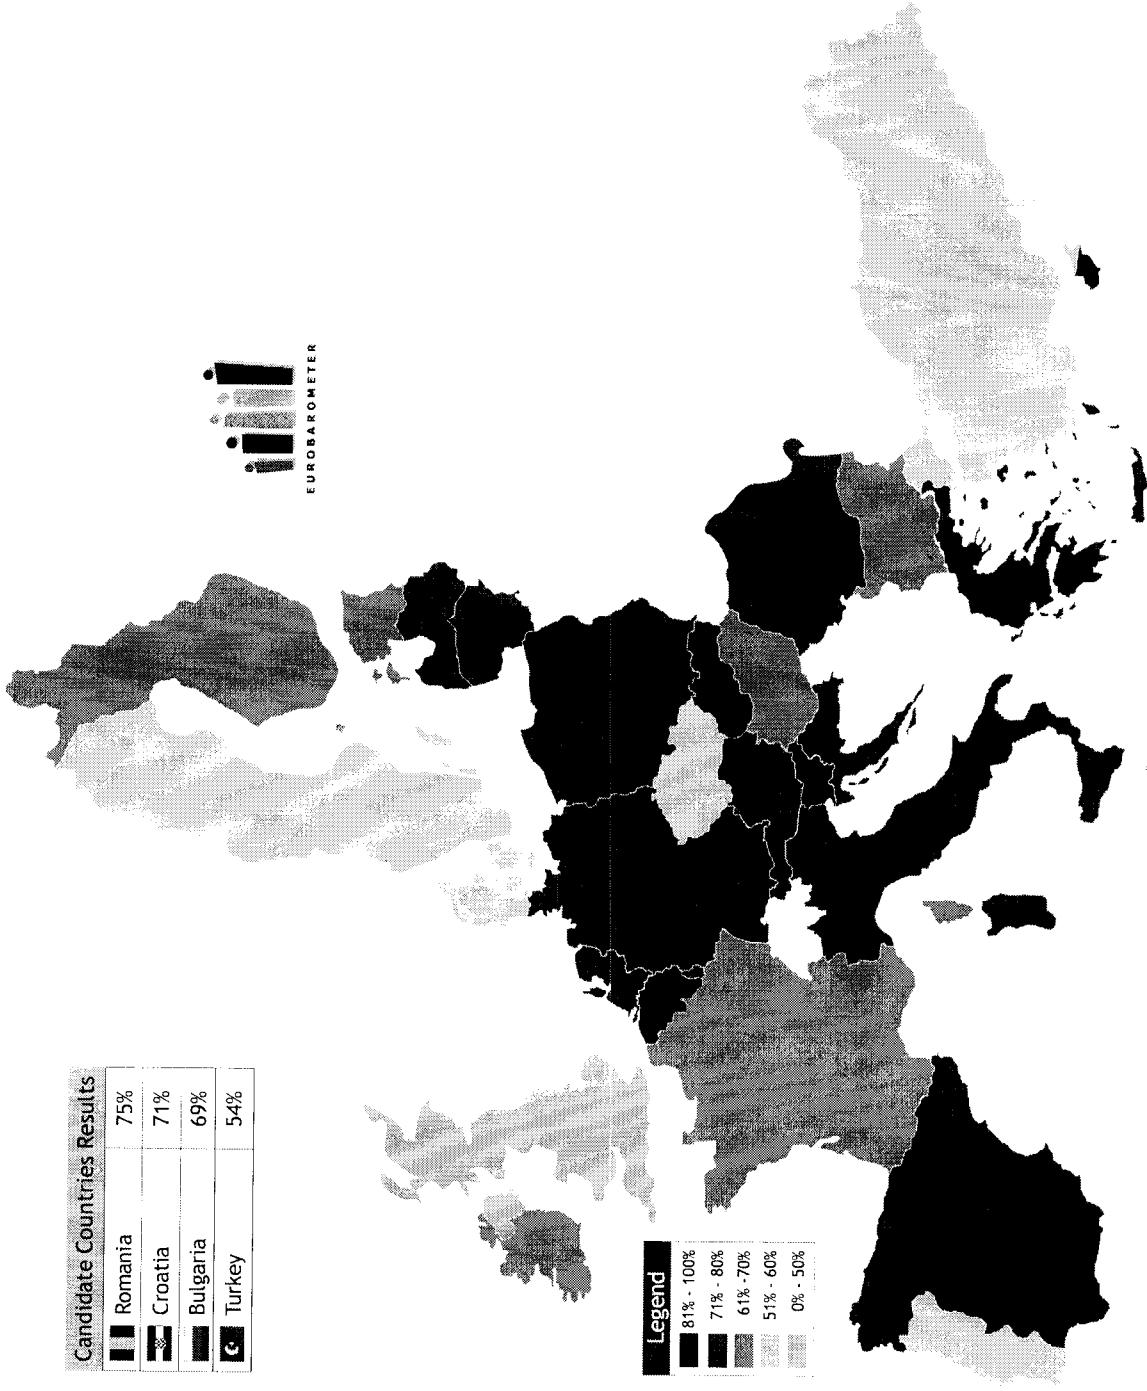 Candidate Countries Results
Romania 75%
Croatia 71%
Bulgaria 69%
Turkey 54%
EUROBAROMETER
Legend
81% - 100%
71% - 80%
61% -70%
51% - 60%
0% - 50%